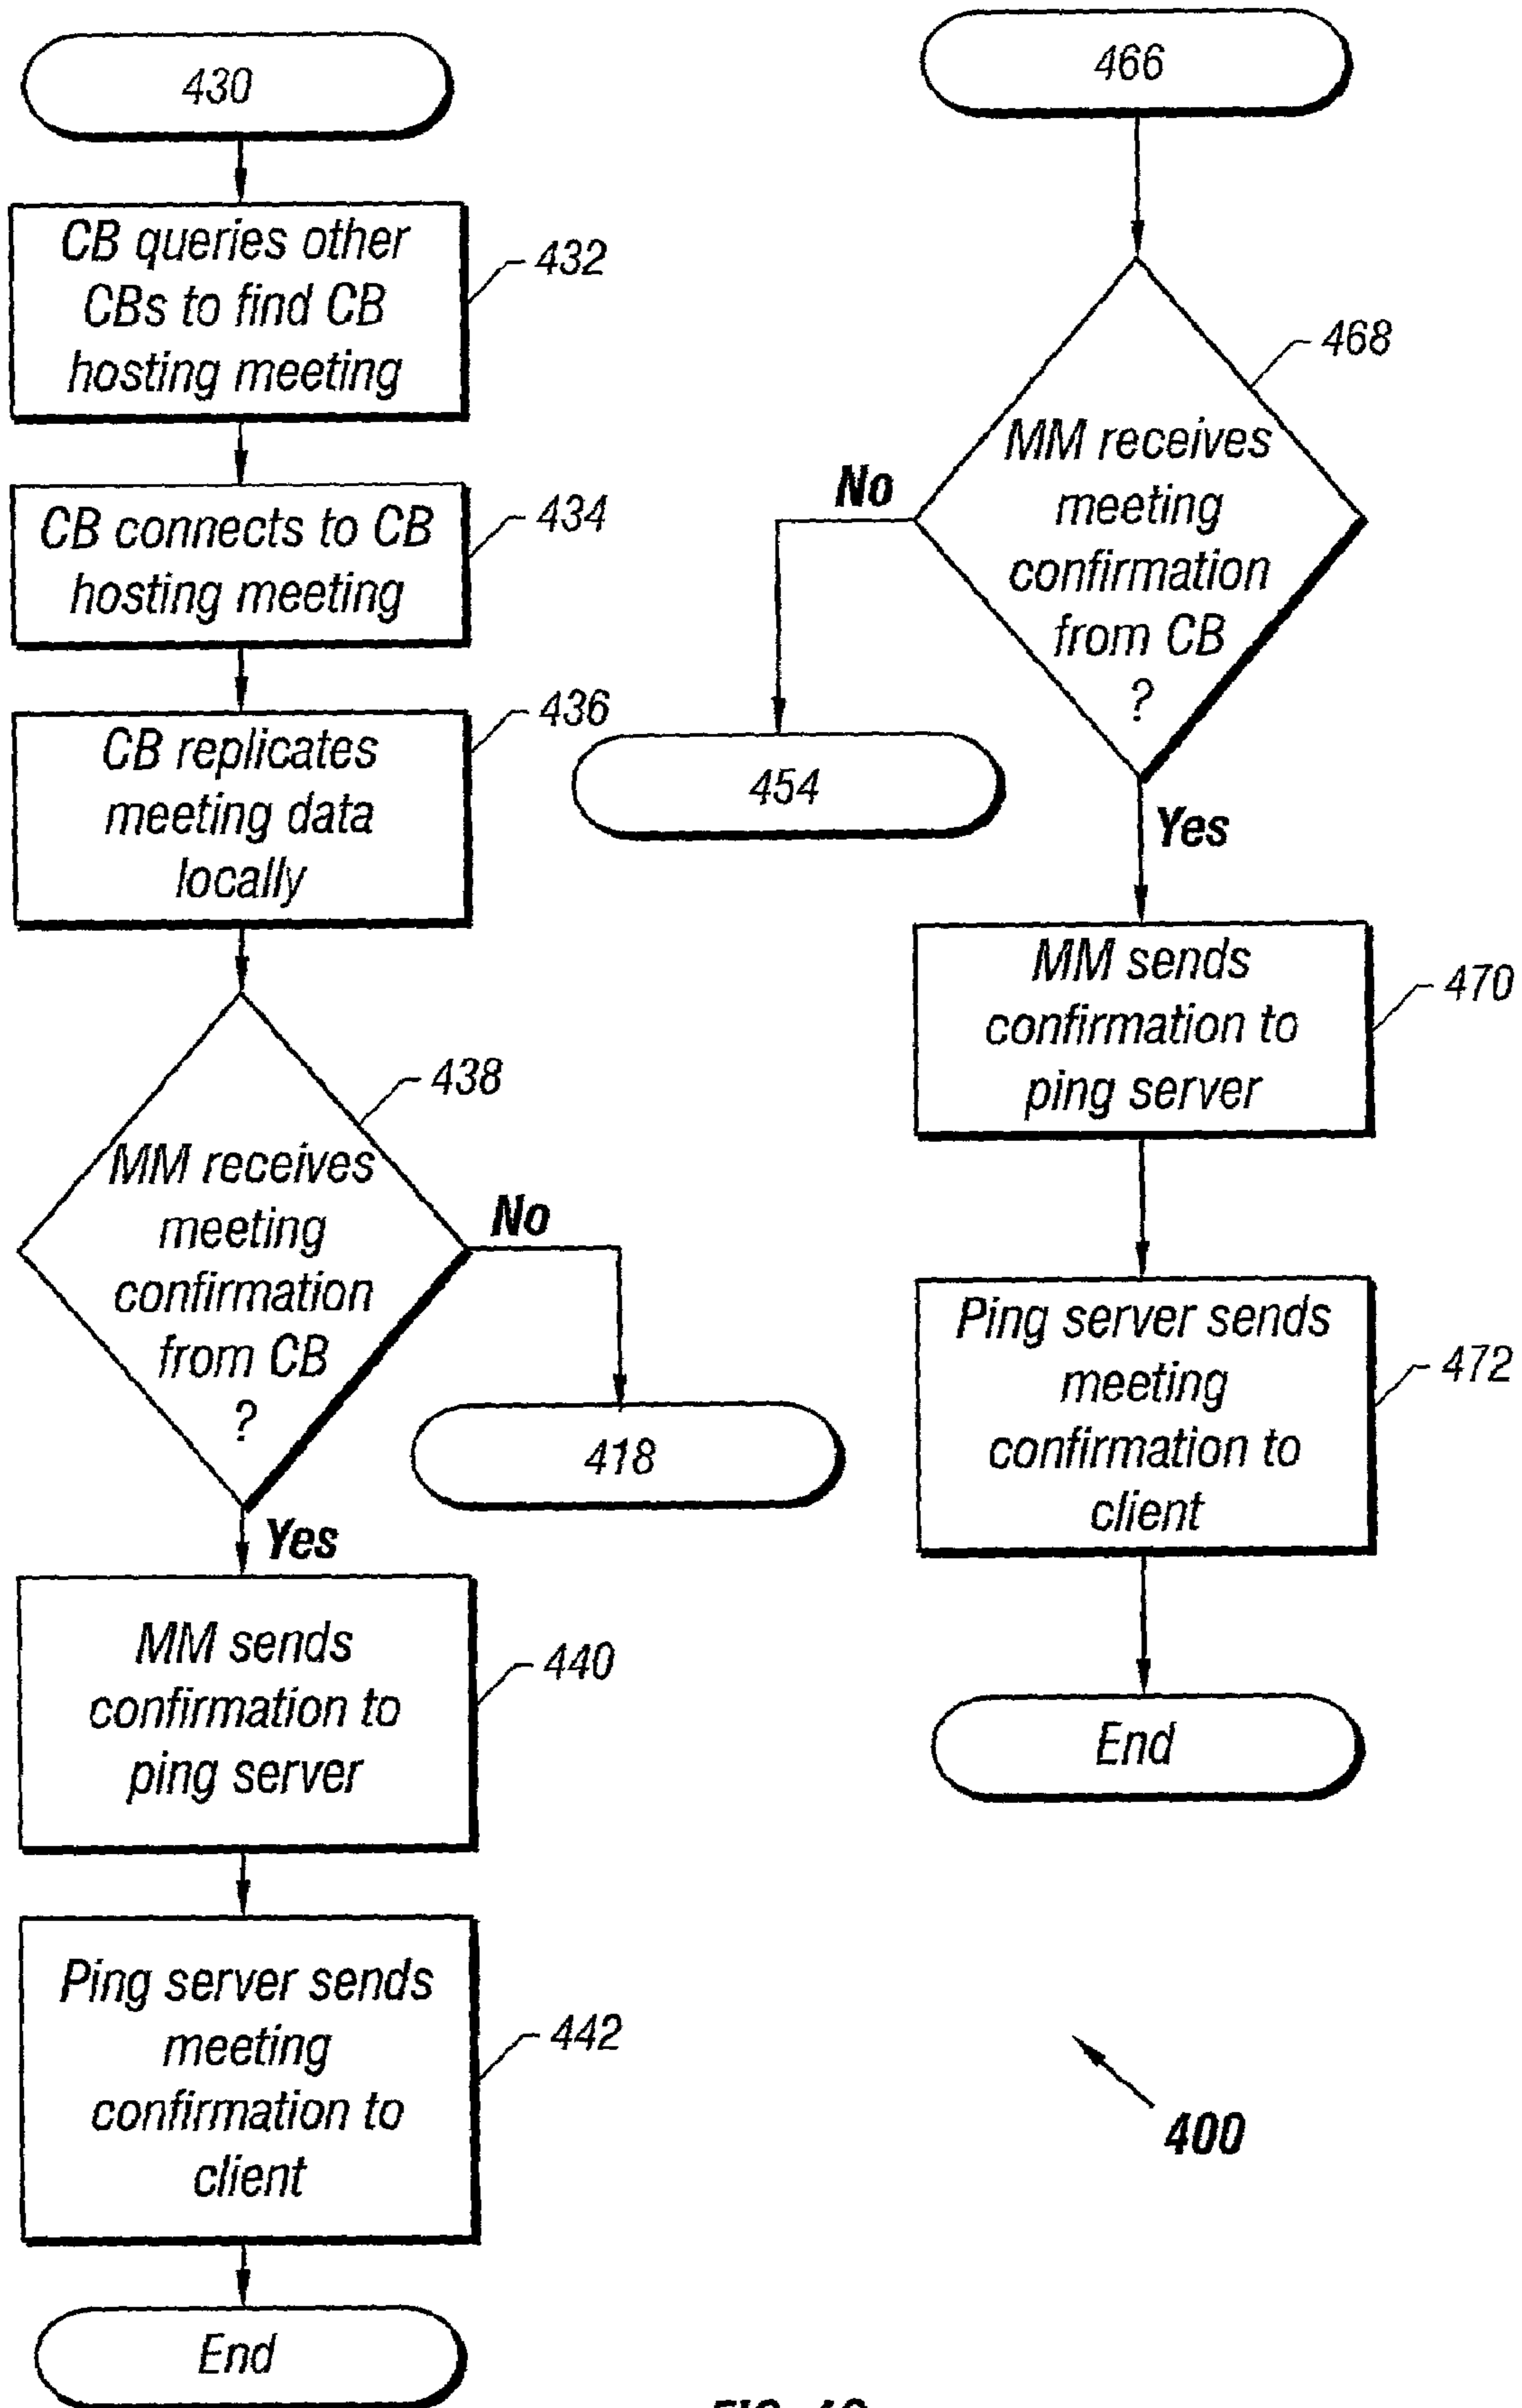 430
CB queries other
CBs to find CB
hosting meeting
432
CB connects to CB
hosting meeting
434
CB replicates
meeting data
locally
436
MM receives
meeting
confirmation
from CB
?
438
No
418
Yes
MM sends
confirmation to
ping server
440
Ping server sends
meeting
confirmation to
client
442
End
466
MM receives
meeting
confirmation
from CB
?
468
No
454
Yes
MM sends
confirmation to
ping server
470
Ping server sends
meeting
confirmation to
client
472
End
400